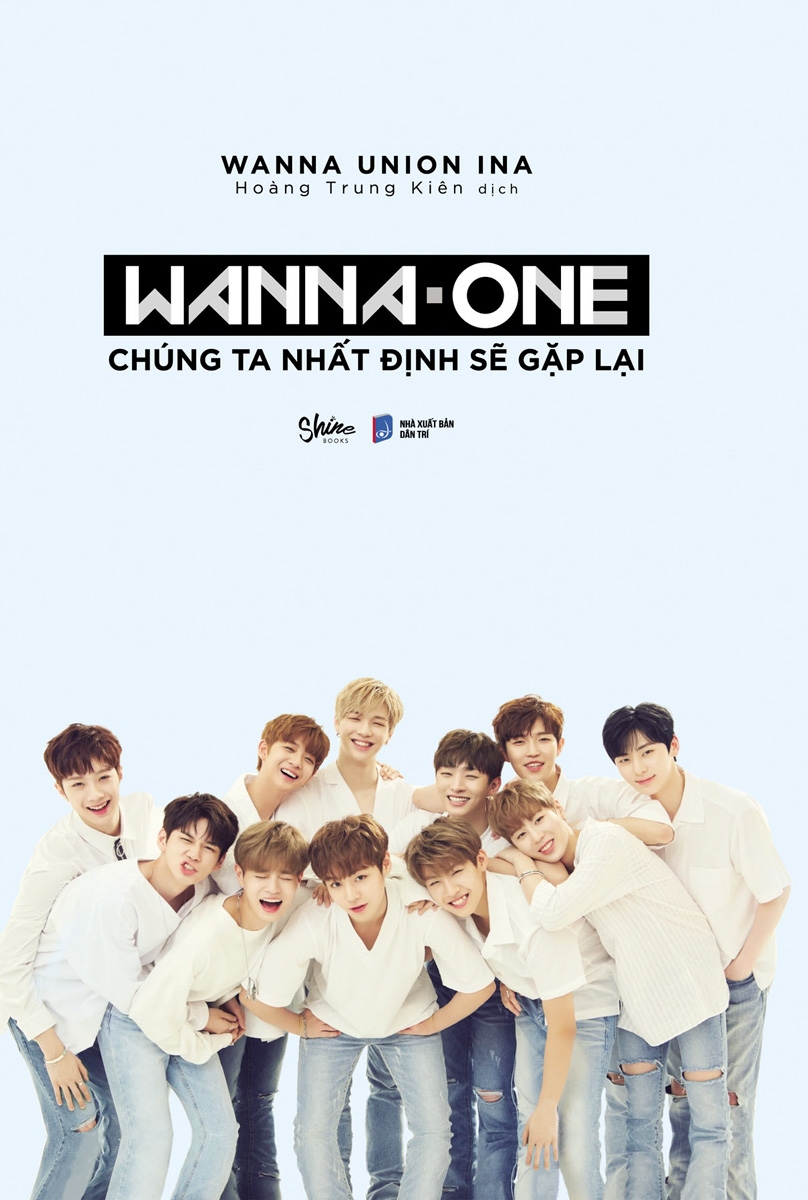 WANNA UNION INA
Hoàng Trung Kiên dịch
WANNA·ONE
CHÚNG TA NHẤT ĐỊNH SẼ GẶP LẠI
Shine
BOOKS
NHÀ XUẤT BẢN
DÂN TRÍ